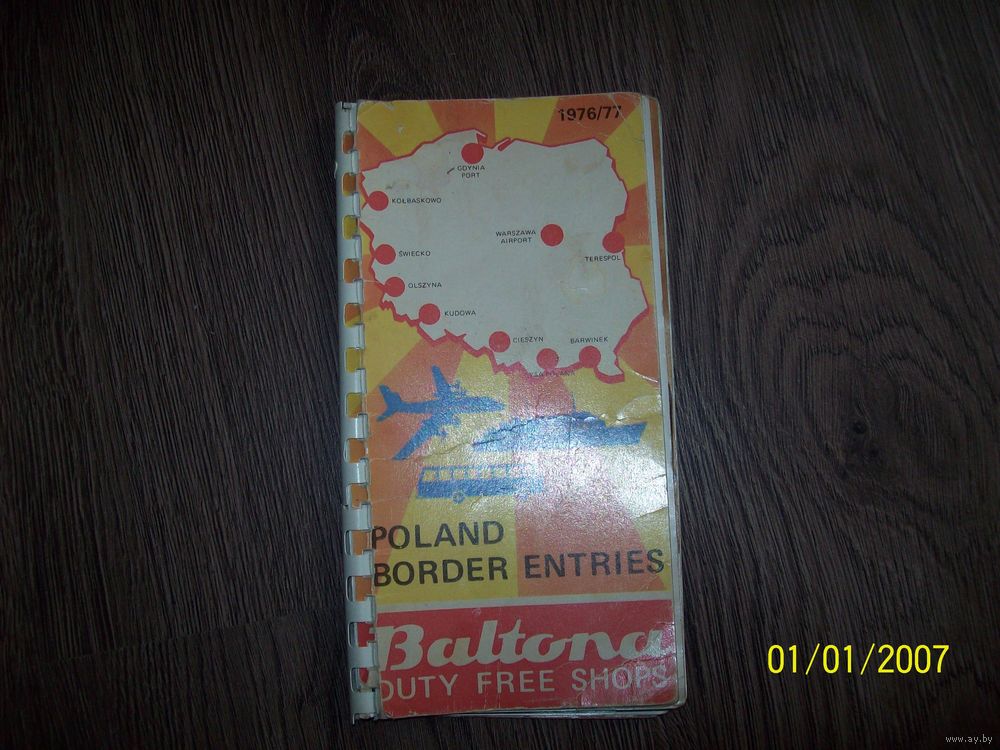 1976/77
GDYNIA
PORT
KOŁBASKOWO
WARSZAWA
AIRPORT
ŚWIECKO
TERESPOL
OLSZYNA
KUDOWA
CIESZYN
BARWINEK
POLAND
BORDER ENTRIES
Baltona
DUTY FREE SHOPS
01/01/2007
www.ay.by